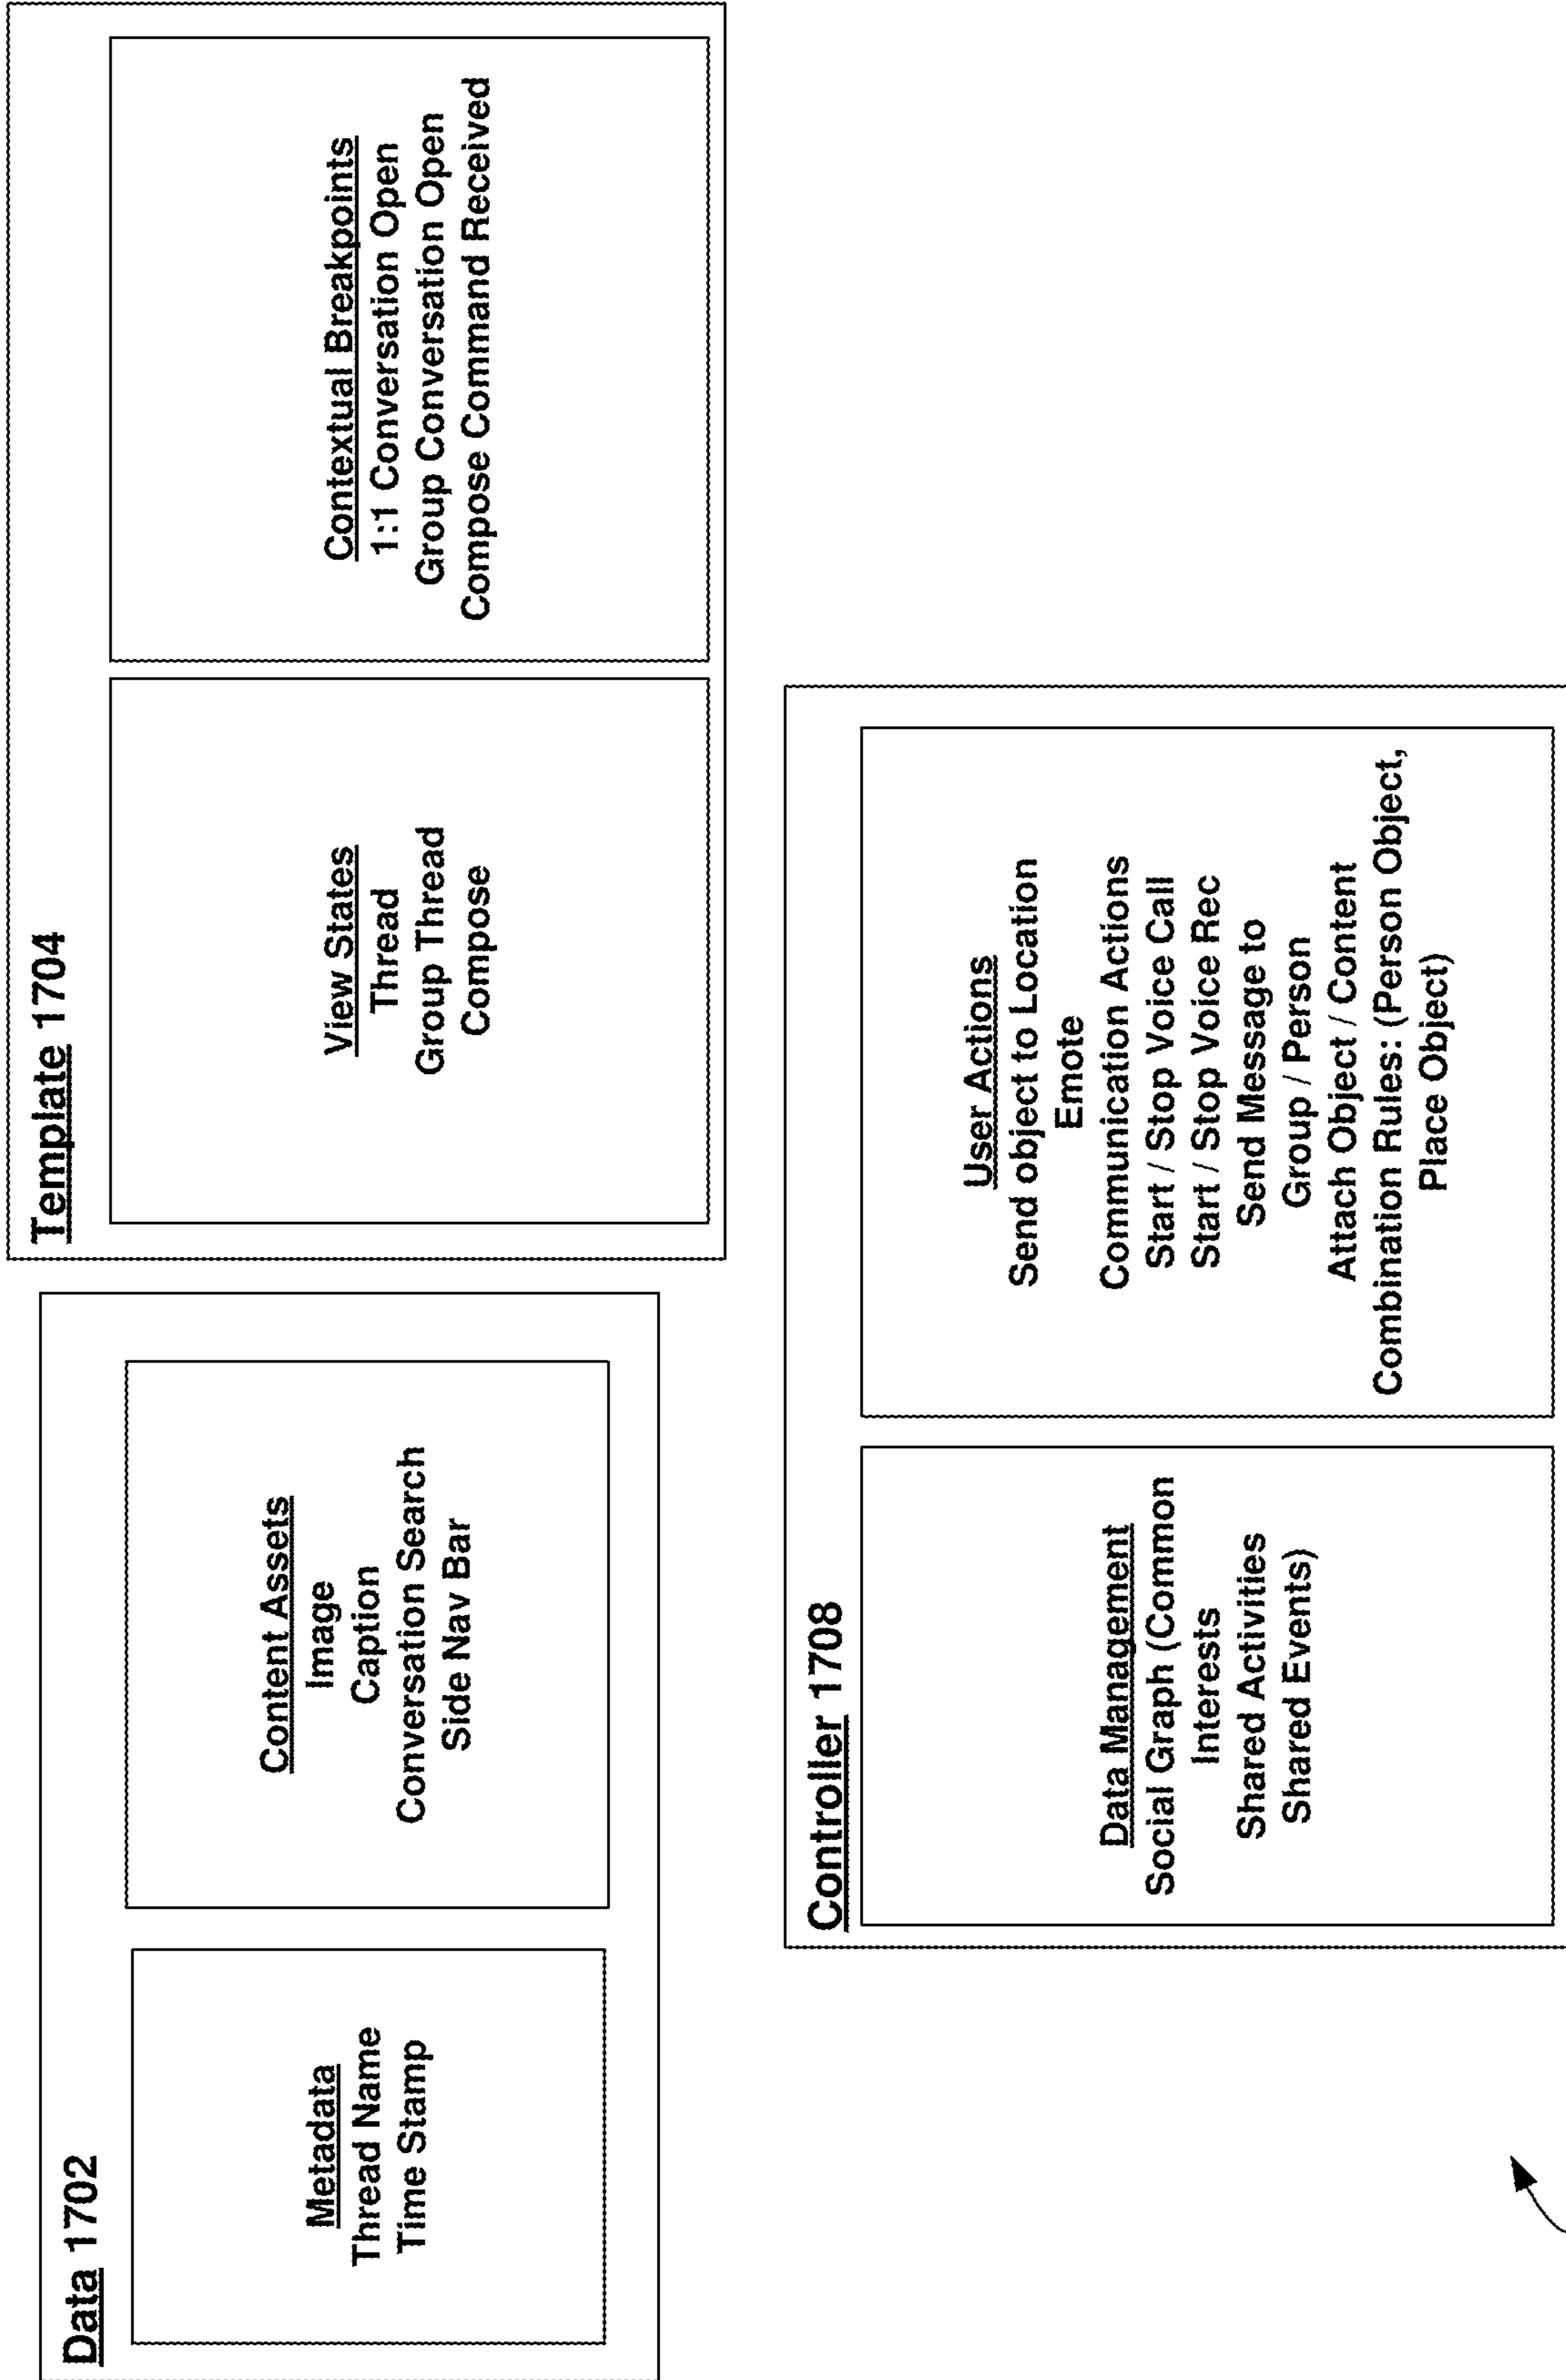 Data 1702
Metadata
Thread Name
Time Stamp
Content Assets
Image
Caption
Conversation Search
Side Nav Bar
Template 1704
View States
Thread
Group Thread
Compose
Contextual Breakpoints
1:1 Conversation Open
Group Conversation Open
Compose Command Received
Controller 1708
Data Management
Social Graph (Common
Interests
Shared Activities
Shared Events)
User Actions
Send object to Location
Emote
Communication Actions
Start / Stop Voice Call
Start / Stop Voice Rec
Send Message to
Group / Person
Attach Object / Content
Combination Rules: (Person Object,
Place Object)